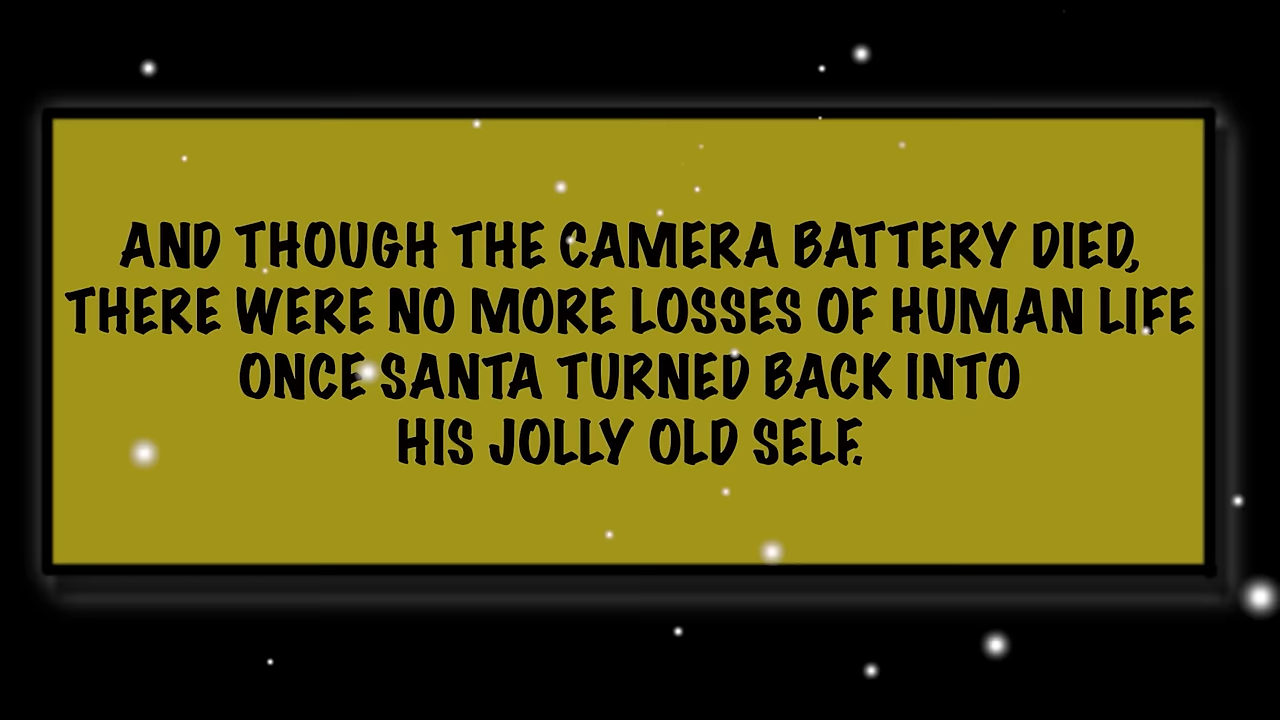 AND THOUGH THE CAMERA BATTERY DIED,
THERE WERE NO MORE LOSSES OF HUMAN LIFE
ONCE SANTA TURNED BACK INTO
HIS JOLLY OLD SELF.